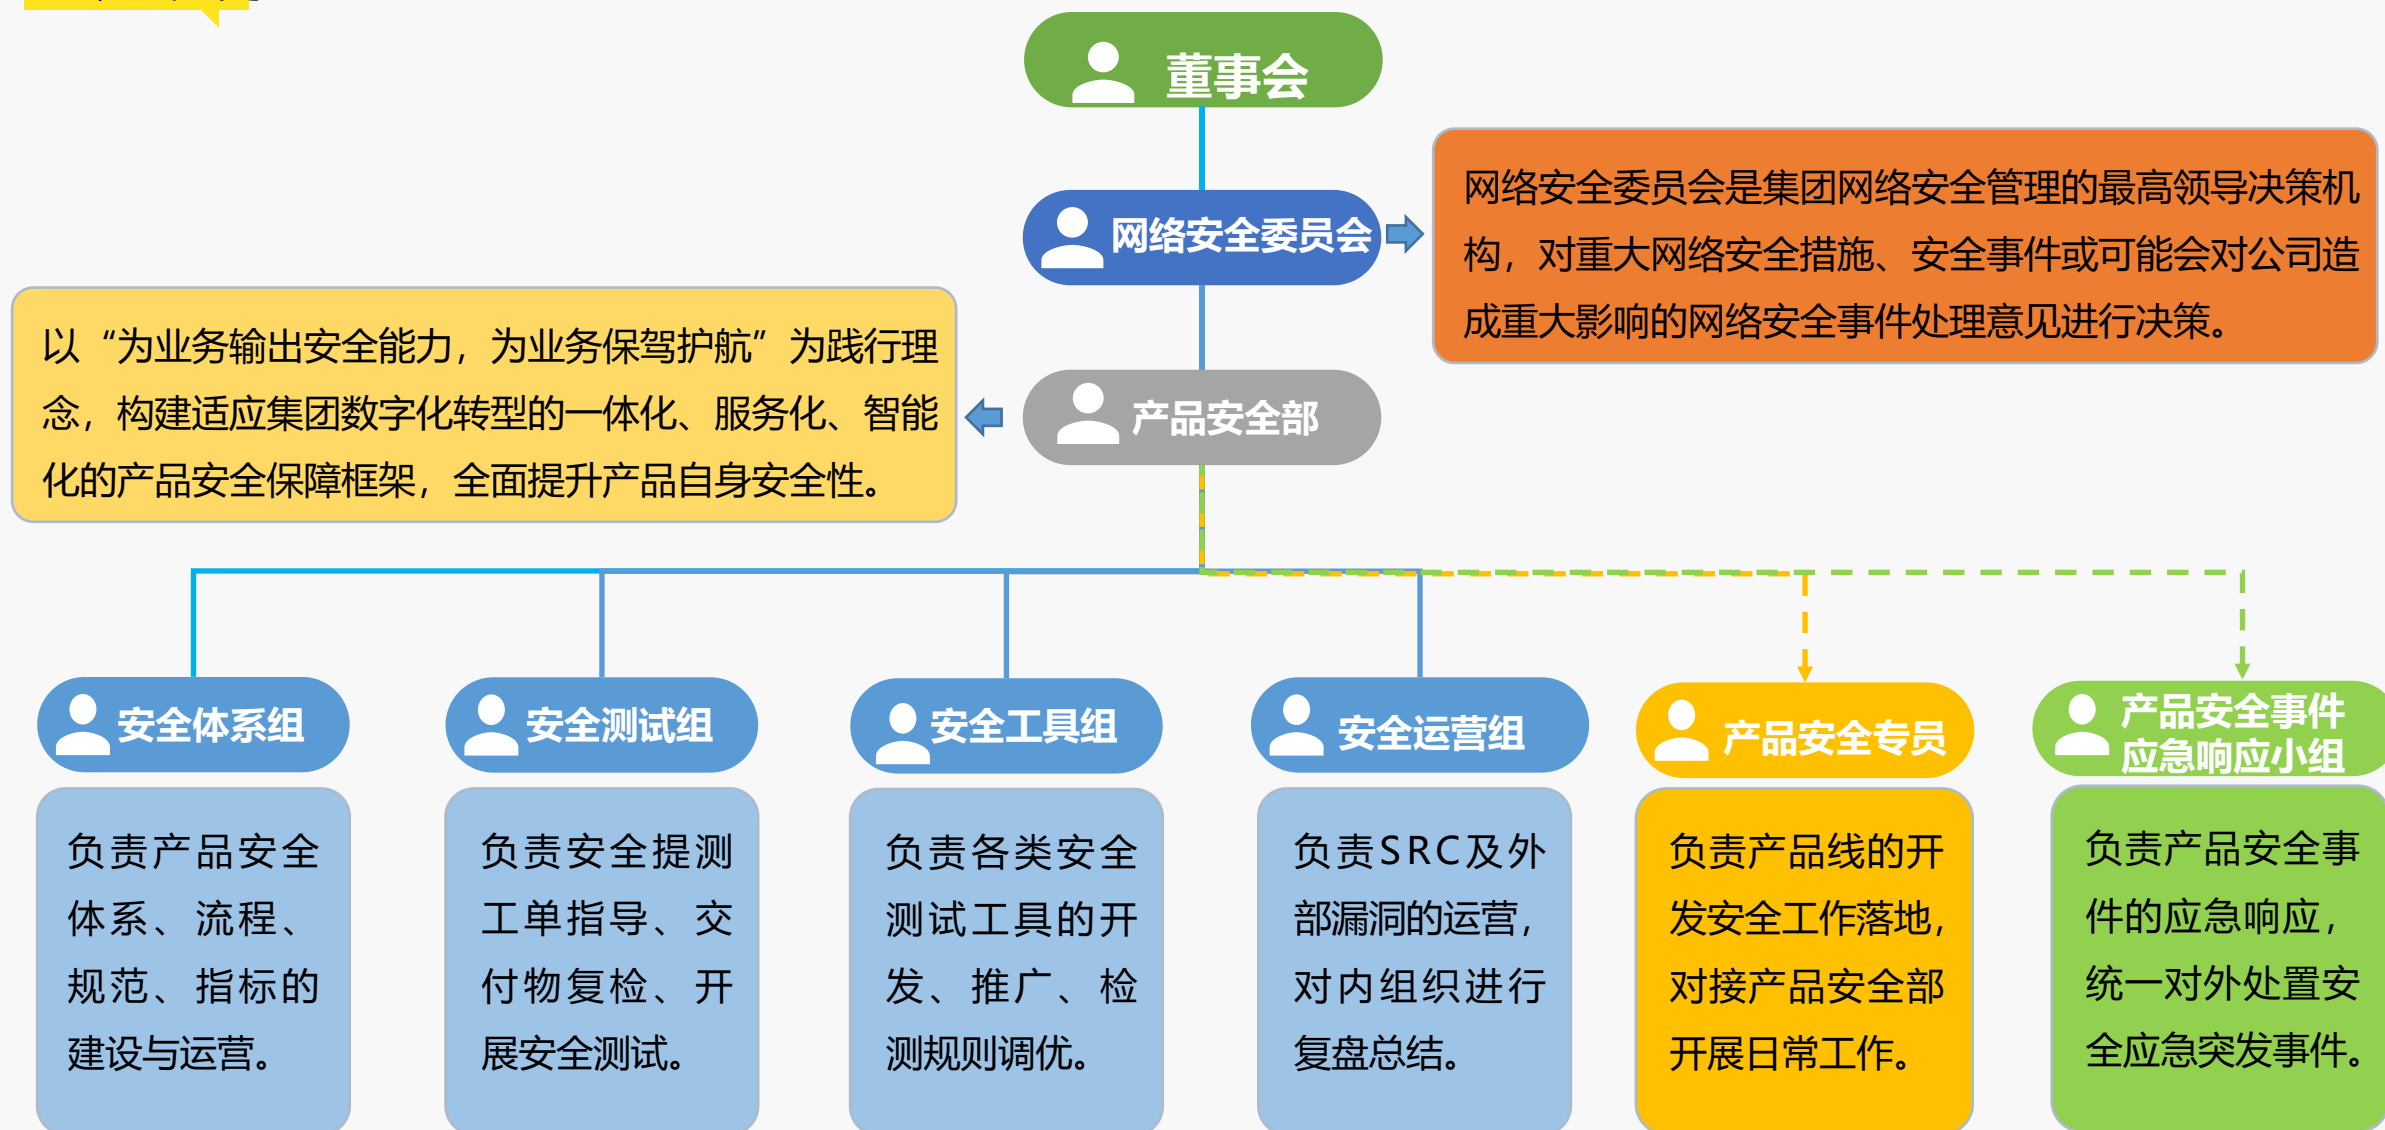 董事会
网络安全委员会
网络安全委员会是集团网络安全管理的最高领导决策机
构，对重大网络安全措施、安全事件或可能会对公司造
成重大影响的网络安全事件处理意见进行决策。
以“为业务输出安全能力，为业务保驾护航”为践行理
念，构建适应集团数字化转型的一体化、服务化、智能
化的产品安全保障框架，全面提升产品自身安全性。
产品安全部
安全体系组
负责产品安全
体系、流程、
规范、指标的
建设与运营。
安全测试组
负责安全提测
工单指导、交
付物复检、开
展安全测试。
安全工具组
负责各类安全
测试工具的开
发、推广、检
测规则调优。
安全运营组
负责SRC及外
部漏洞的运营，
对内组织进行
复盘总结。
产品安全专员
负责产品线的开
发安全工作落地，
对接产品安全部
开展日常工作。
产品安全事件
应急响应小组
负责产品安全事
件的应急响应，
统一对外处置安
全应急突发事件。